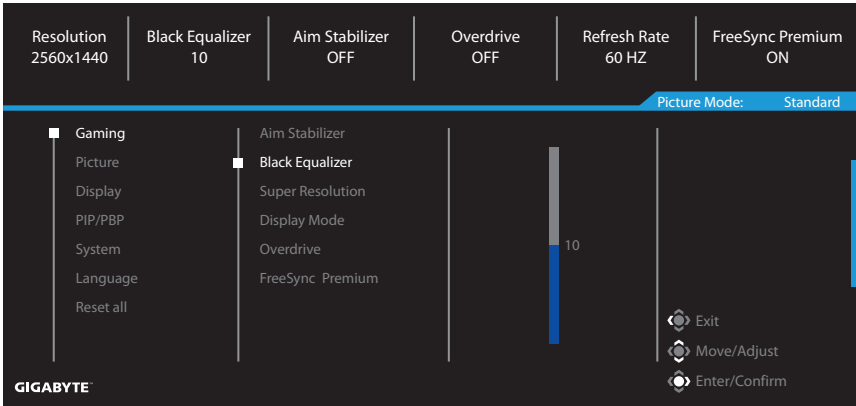 Resolution
2560x1440
Black Equalizer
10
Aim Stabilizer
OFF
Overdrive
OFF
Refresh Rate
60 HZ
FreeSync Premium
ON
Picture Mode: Standard
Gaming
Picture
Display
PIP/PBP
System
Language
Reset all
Aim Stabilizer
Black Equalizer
Super Resolution
Display Mode
Overdrive
FreeSync Premium
10
Exit
Move/Adjust
Enter/Confirm
GIGABYTE™